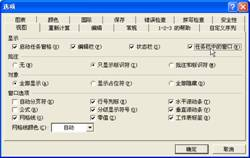 选项
图表 颜色 国际 保存 错误检查 拼写检查 安全性
视图 重新计算 编辑 常规 1-2-3 的帮助 自定义序列
显示
启动任务窗格 编辑栏 状态栏 任务栏中的窗口
批注
无 只显示标识符 批注和标识符
对象
全部显示 显示占位符 全部隐藏
窗口选项
自动分页符 行号列标 水平滚动条
公式 分级显示符号 垂直滚动条
网格线 零值 工作表标签
网格线颜色 自动
确定 取消